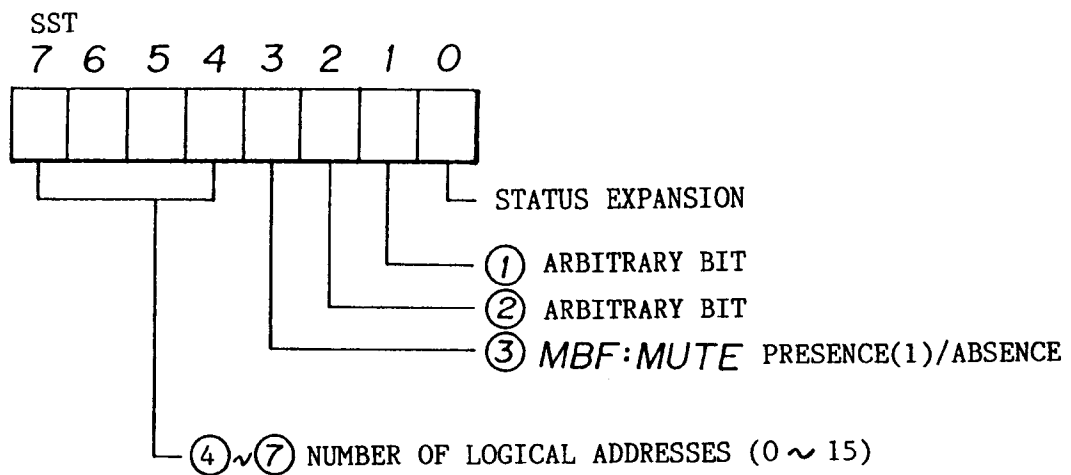 SST
7 6 5 4 3 2 1 0
STATUS EXPANSION
① ARBITRARY BIT
② ARBITRARY BIT
③ MBF:MUTE PRESENCE(1)/ABSENCE
④~⑦ NUMBER OF LOGICAL ADDRESSES (0 ~ 15)